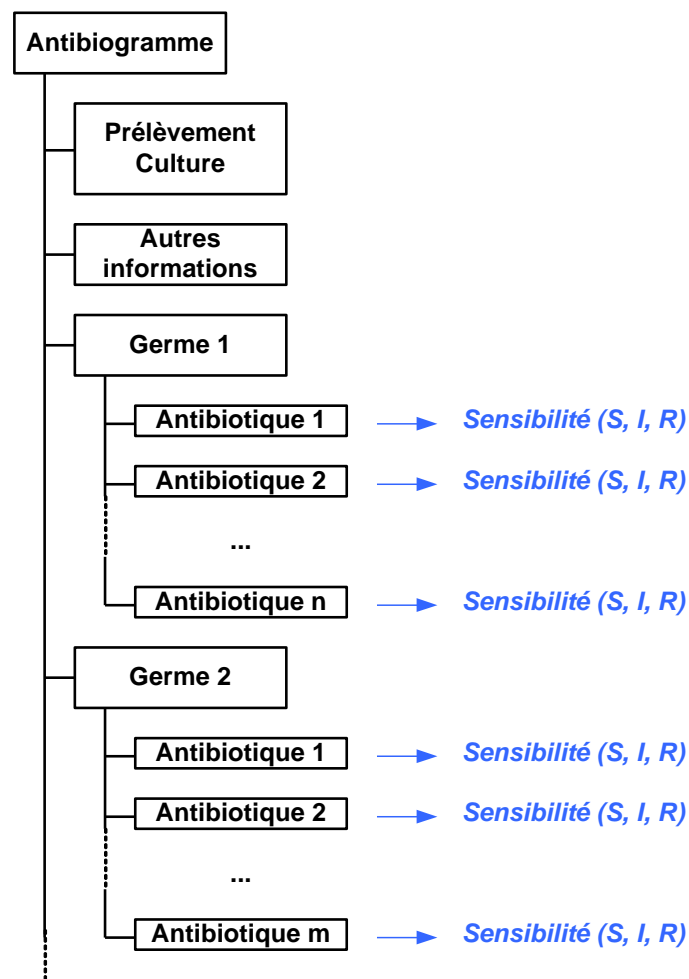 Antibiogramme
Prélèvement
Culture
Autres
informations
Germe 1
Antibiotique 1 Sensibilité (S, I, R)
Antibiotique 2 Sensibilité (S, I, R)
...
Antibiotique n Sensibilité (S, I, R)
Germe 2
Antibiotique 1 Sensibilité (S, I, R)
Antibiotique 2 Sensibilité (S, I, R)
...
Antibiotique m Sensibilité (S, I, R)